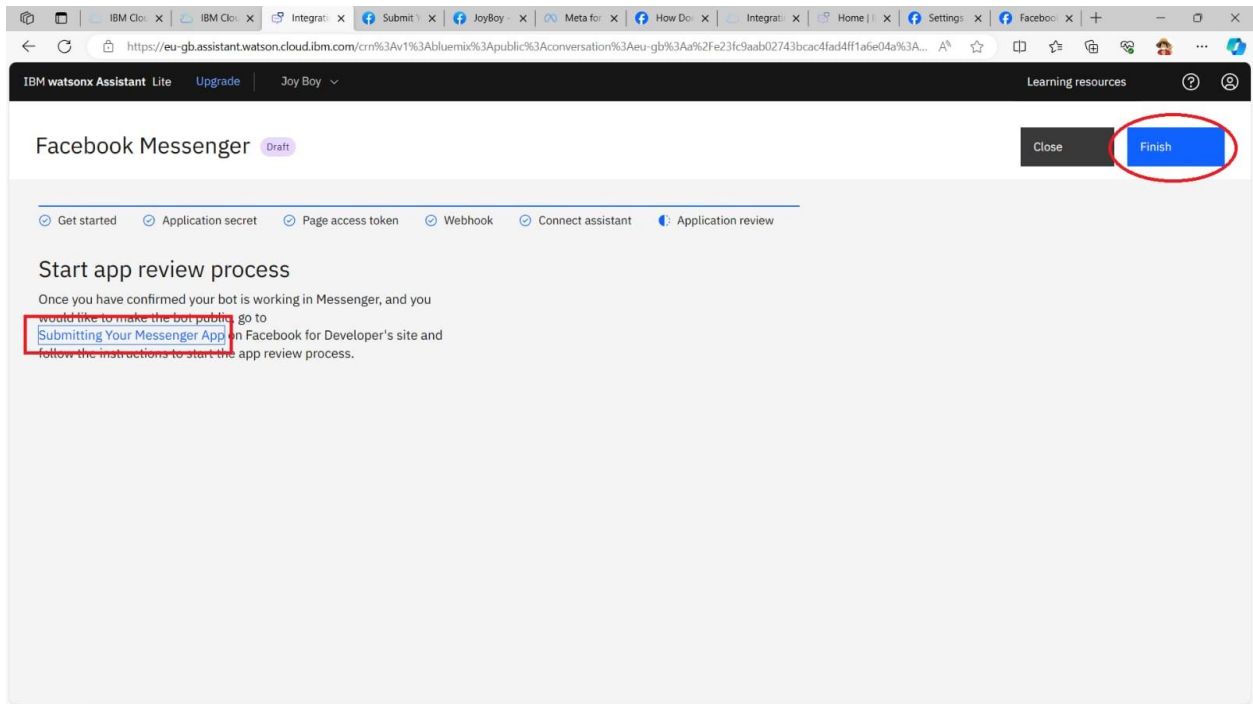 IBM Clou
IBM Clou
Integrati
Submit Y
JoyBoy -
Meta for
How Do
Integrati
Home | I
Settings
Faceboo
https://eu-gb.assistant.watson.cloud.ibm.com/crn%3Av1%3Abluemix%3Apublic%3Aconversation%3Aeu-gb%3Aa%2Fe23fc9aab02743bcac4fad4ff1a6e04a%3A...
IBM watsonx Assistant Lite Upgrade Joy Boy Learning resources
Facebook Messenger Draft Close Finish
Get started Application secret Page access token Webhook Connect assistant Application review
Start app review process
Once you have confirmed your bot is working in Messenger, and you
would like to make the bot public, go to
Submitting Your Messenger App on Facebook for Developer's site and
follow the instructions to start the app review process.